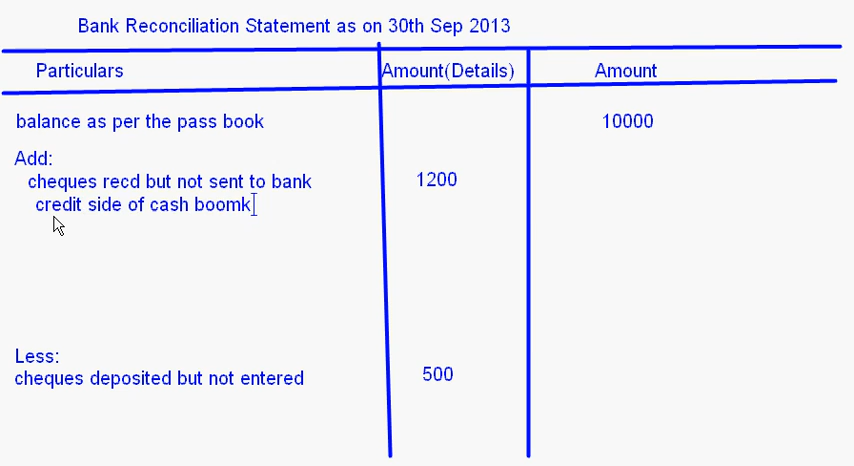 Bank Reconciliation Statement as on 30th Sep 2013
Particulars Amount(Details) Amount
balance as per the pass book 10000
Add:
cheques recd but not sent to bank 1200
credit side of cash boomk
Less:
cheques deposited but not entered 500